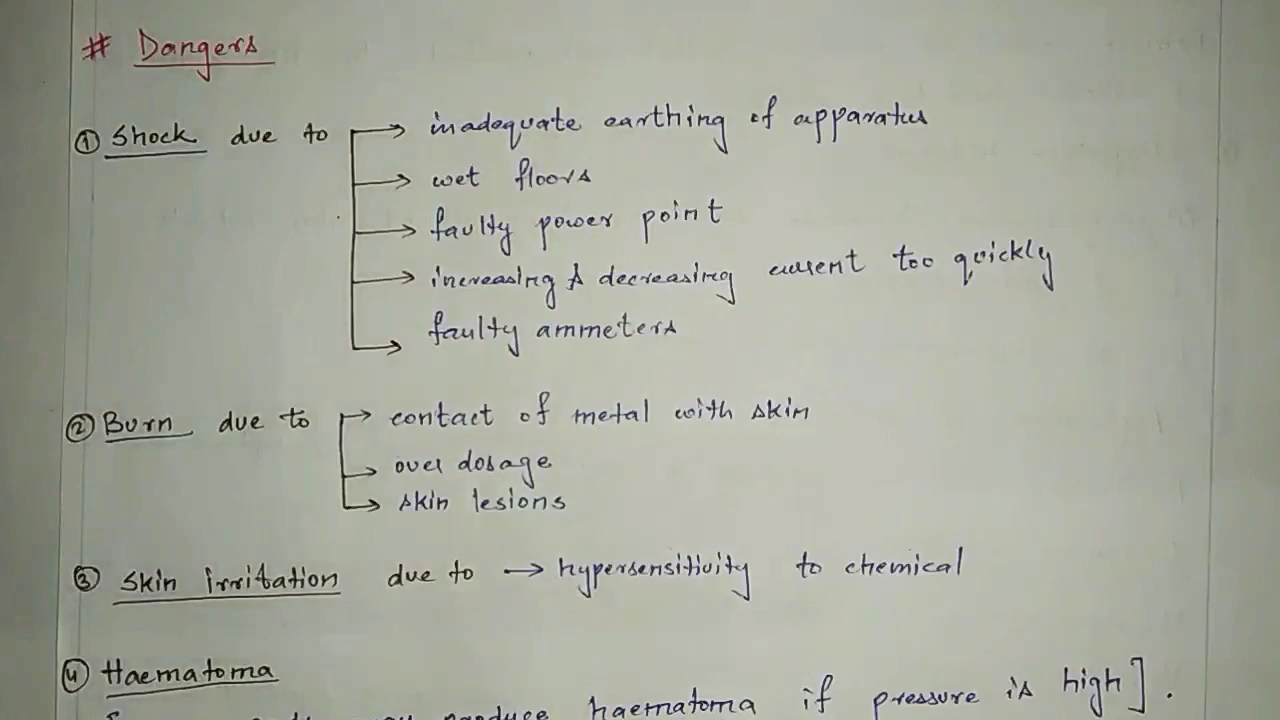 # Dangers
① Shock due to → inadequate earthing of apparatus
→ wet floors
→ faulty power point
→ increasing & decreasing current too quickly
→ faulty ammeters
② Burn due to → contact of metal with skin
→ over dosage
→ skin lesions
③ Skin irritation due to → hypersensitivity to chemical
④ Haematoma
haematoma if pressure is high].